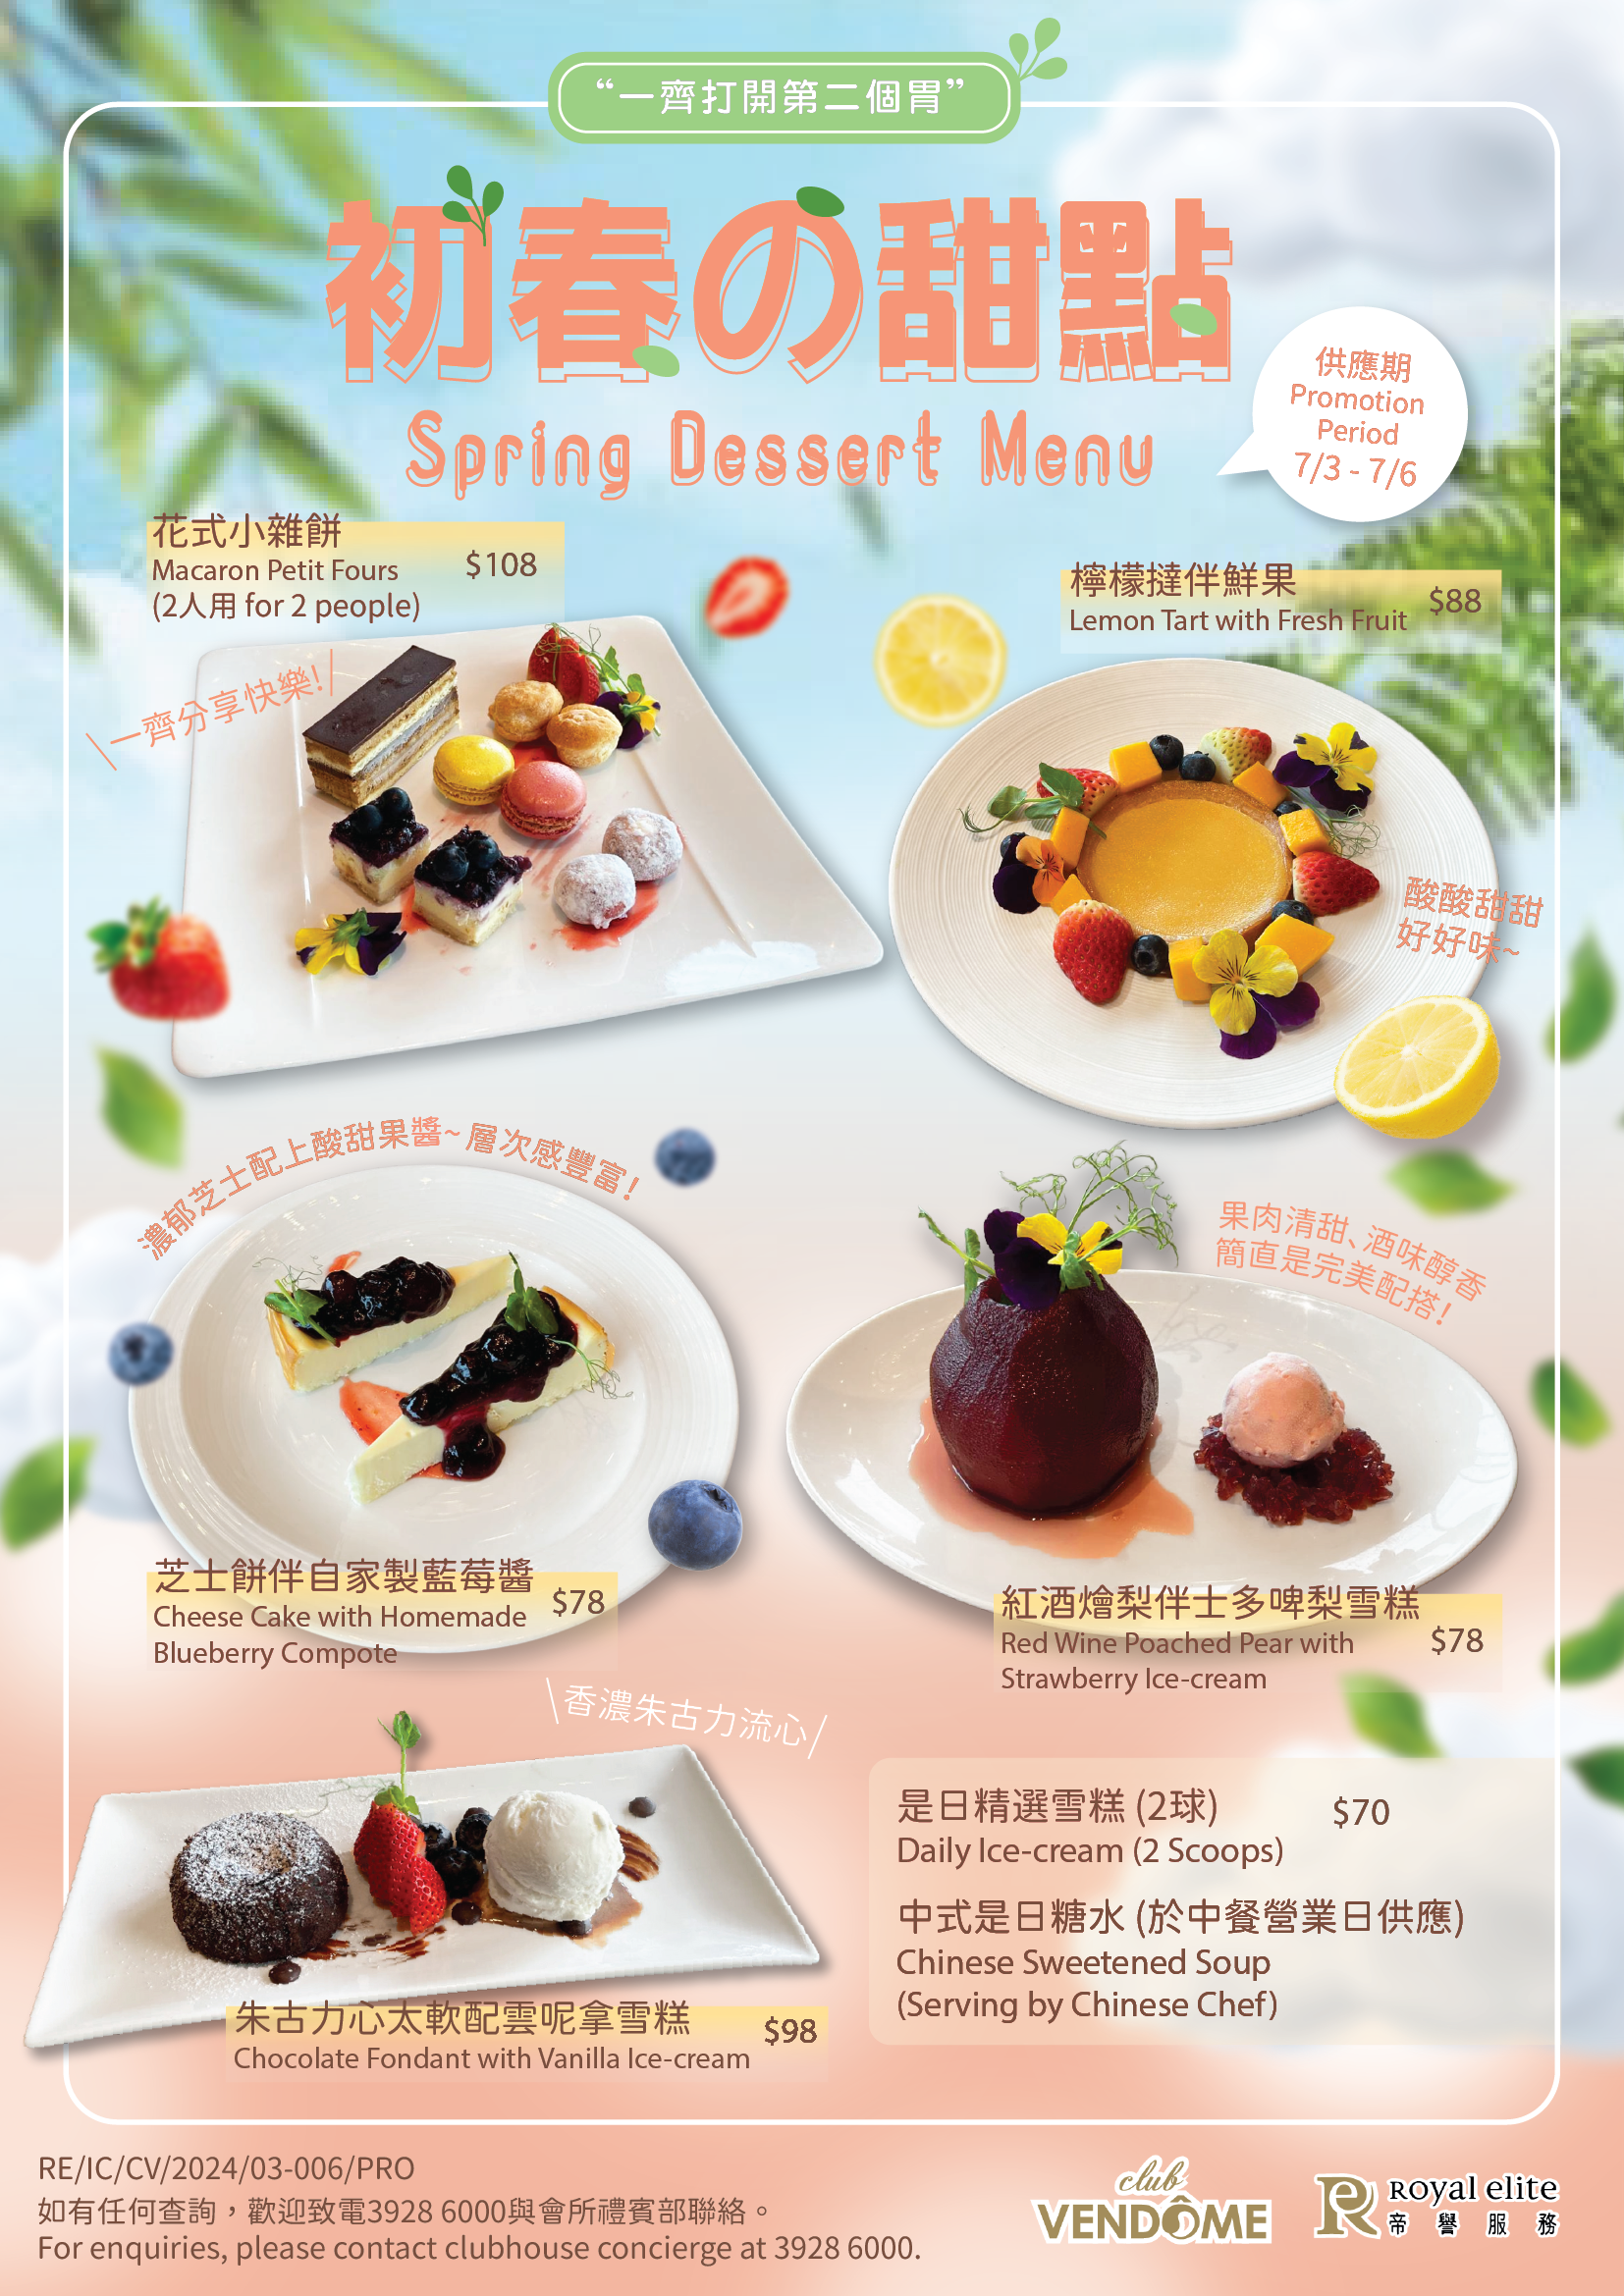 “一齊打開第二個胃”
初春の甜點
Spring Dessert Menu
供應期
Promotion
Period
7/3 - 7/6
花式小雜餅
Macaron Petit Fours
(2人用 for 2 people)
$108
檸檬撻伴鮮果
Lemon Tart with Fresh Fruit
$88
\一齊分享快樂!/
酸酸甜甜
好好味~
濃郁芝士配上酸甜果醬~層次感豐富!
果肉清甜、酒味醇香
簡直是完美配搭!
芝士餅伴自家製藍莓醬
Cheese Cake with Homemade
Blueberry Compote
$78
紅酒燴梨伴士多啤梨雪糕
Red Wine Poached Pear with
Strawberry Ice-cream
$78
\香濃朱古力流心/
朱古力心太軟配雲呢拿雪糕
Chocolate Fondant with Vanilla Ice-cream
$98
是日精選雪糕 (2球)
$70
Daily Ice-cream (2 Scoops)
中式是日糖水 (於中餐營業日供應)
Chinese Sweetened Soup
(Serving by Chinese Chef)
RE/IC/CV/2024/03-006/PRO
如有任何查詢，歡迎致電3928 6000與會所禮賓部聯絡。
For enquiries, please contact clubhouse concierge at 3928 6000.
club
VENDÔME
R
Royal elite
帝譽服務